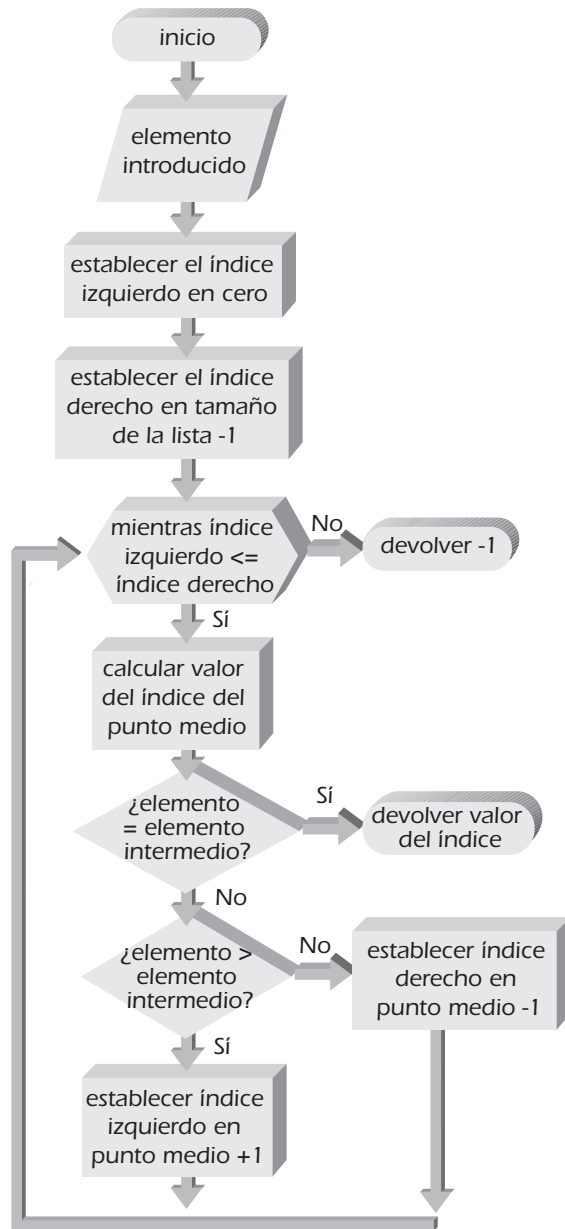 inicio
elemento
introducido
establecer el índice
izquierdo en cero
establecer el índice
derecho en tamaño
de la lista -1
mientras índice
izquierdo <=
índice derecho
No
devolver -1
Sí
calcular valor
del índice del
punto medio
¿elemento
= elemento
intermedio?
Sí
devolver valor
del índice
No
¿elemento >
elemento
intermedio?
No
establecer índice
derecho en
punto medio -1
Sí
establecer índice
izquierdo en
punto medio +1